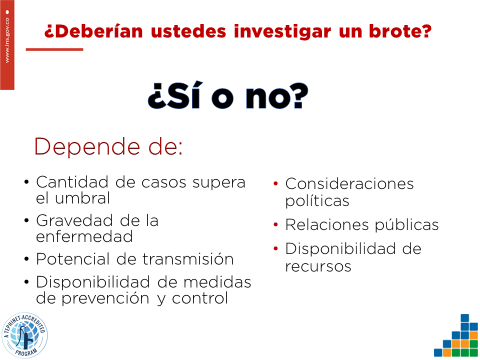 www.ins.gov.co
¿Deberían ustedes investigar un brote?
¿Sí o no?
Depende de:
• Cantidad de casos supera
el umbral
• Gravedad de la
enfermedad
• Potencial de transmisión
• Disponibilidad de medidas
de prevención y control
• Consideraciones
políticas
• Relaciones públicas
• Disponibilidad de
recursos
A TEPHINET ACCREDITED
PROGRAM